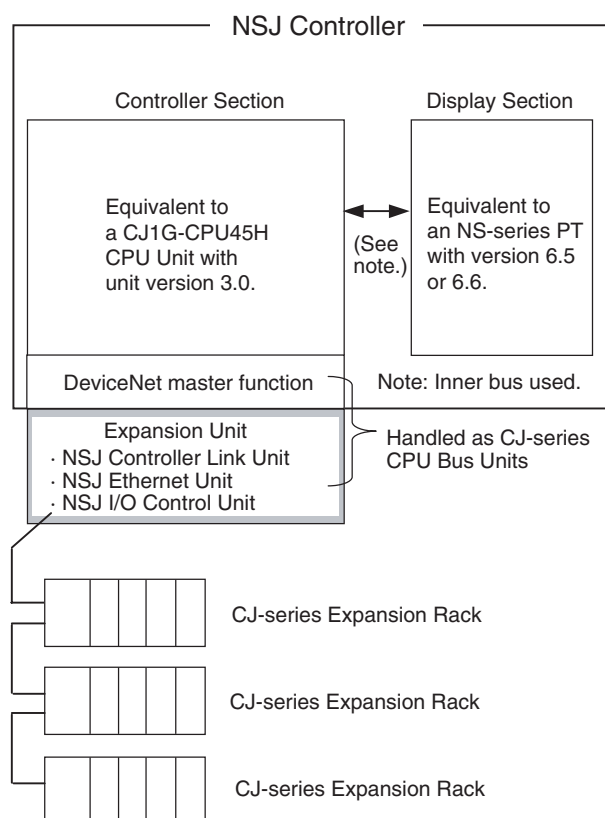 NSJ Controller
Controller Section
Display Section
Equivalent to
a CJ1G-CPU45H
CPU Unit with
unit version 3.0.
(See
note.)
Equivalent to
an NS-series PT
with version 6.5
or 6.6.
DeviceNet master function
Note: Inner bus used.
Expansion Unit
· NSJ Controller Link Unit
· NSJ Ethernet Unit
· NSJ I/O Control Unit
Handled as CJ-series
CPU Bus Units
CJ-series Expansion Rack
CJ-series Expansion Rack
CJ-series Expansion Rack